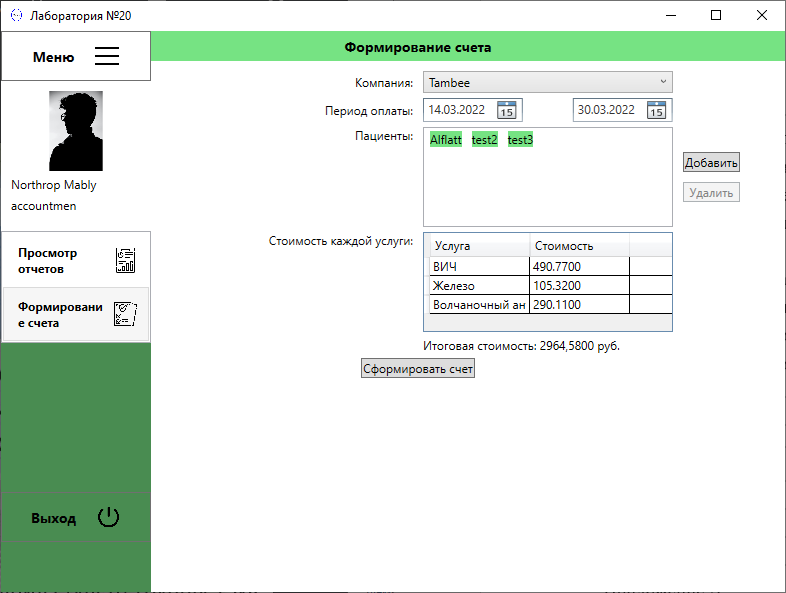 Лаборатория №20
Меню
Northrop Mably
accountmen
Просмотр
отчетов
Формировани
е счета
Выход
Формирование счета
Компания: Tambee
Период оплаты: 14.03.2022 15 30.03.2022 15
Пациенты: Alflatt test2 test3
Добавить
Удалить
Стоимость каждой услуги:
Услуга Стоимость
ВИЧ 490.7700
Железо 105.3200
Волчаночный ан 290.1100
Итоговая стоимость: 2964,5800 руб.
Сформировать счет